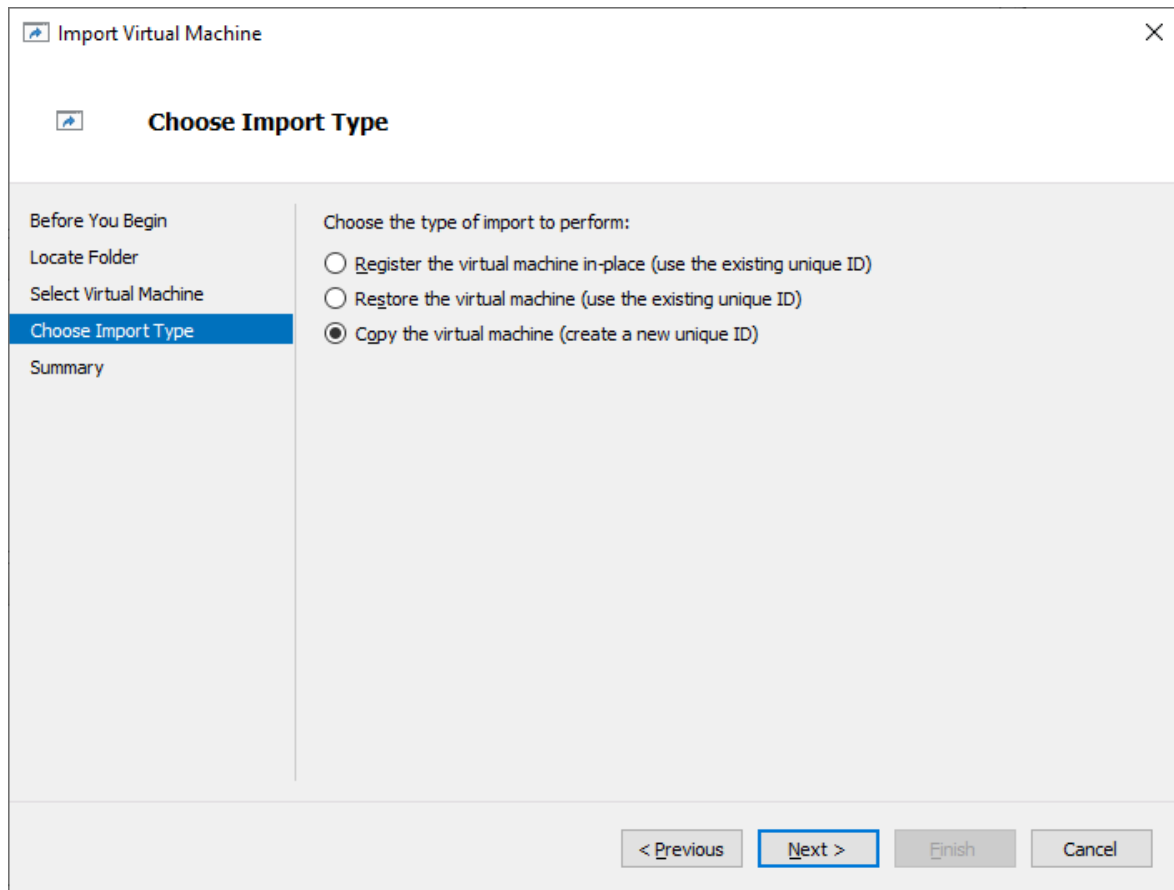 Import Virtual Machine
Choose Import Type
Before You Begin
Locate Folder
Select Virtual Machine
Choose Import Type
Summary
Choose the type of import to perform:
Register the virtual machine in-place (use the existing unique ID)
Restore the virtual machine (use the existing unique ID)
Copy the virtual machine (create a new unique ID)
< Previous
Next >
Finish
Cancel